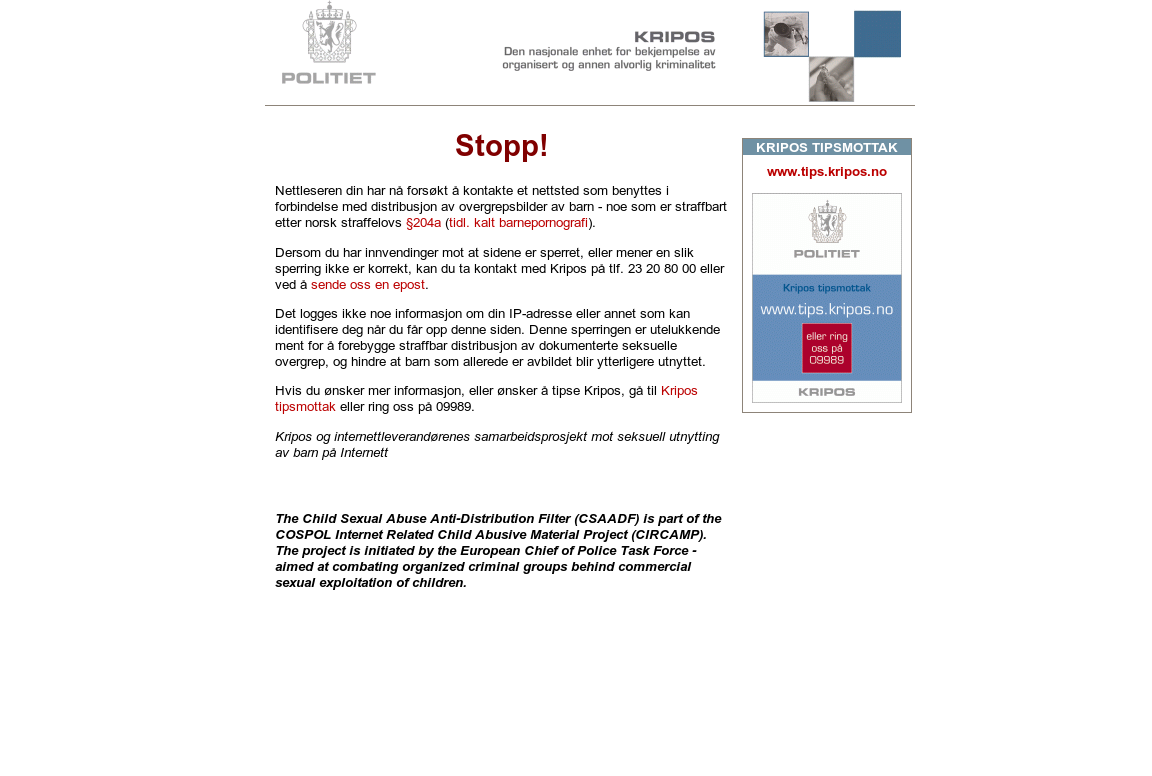 POLITIET
KRIPOS
Den nasjonale enhet for bekjempelse av
organisert og annen alvorlig kriminalitet
Stopp!
Nettleseren din har nå forsøkt å kontakte et nettsted som benyttes i
forbindelse med distribusjon av overgrepsbilder av barn - noe som er straffbart
etter norsk straffelovs §204a (tidl. kalt barnepornografi).
Dersom du har innvendinger mot at sidene er sperret, eller mener en slik
sperring ikke er korrekt, kan du ta kontakt med Kripos på tlf. 23 20 80 00 eller
ved å sende oss en epost.
Det logges ikke noe informasjon om din IP-adresse eller annet som kan
identifisere deg når du får opp denne siden. Denne sperringen er utelukkende
ment for å forebygge straffbar distribusjon av dokumenterte seksuelle
overgrep, og hindre at barn som allerede er avbildet blir ytterligere utnyttet.
Hvis du ønsker mer informasjon, eller ønsker å tipse Kripos, gå til Kripos
tipsmottak eller ring oss på 09989.
Kripos og internettleverandørenes samarbeidsprosjekt mot seksuell utnytting
av barn på Internett
The Child Sexual Abuse Anti-Distribution Filter (CSAADF) is part of the
COSPOL Internet Related Child Abusive Material Project (CIRCAMP).
The project is initiated by the European Chief of Police Task Force -
aimed at combating organized criminal groups behind commercial
sexual exploitation of children.
KRIPOS TIPSMOTTAK
www.tips.kripos.no
POLITIET
Kripos tipsmottak
www.tips.kripos.no
eller ring
oss på
09989
KRIPOS